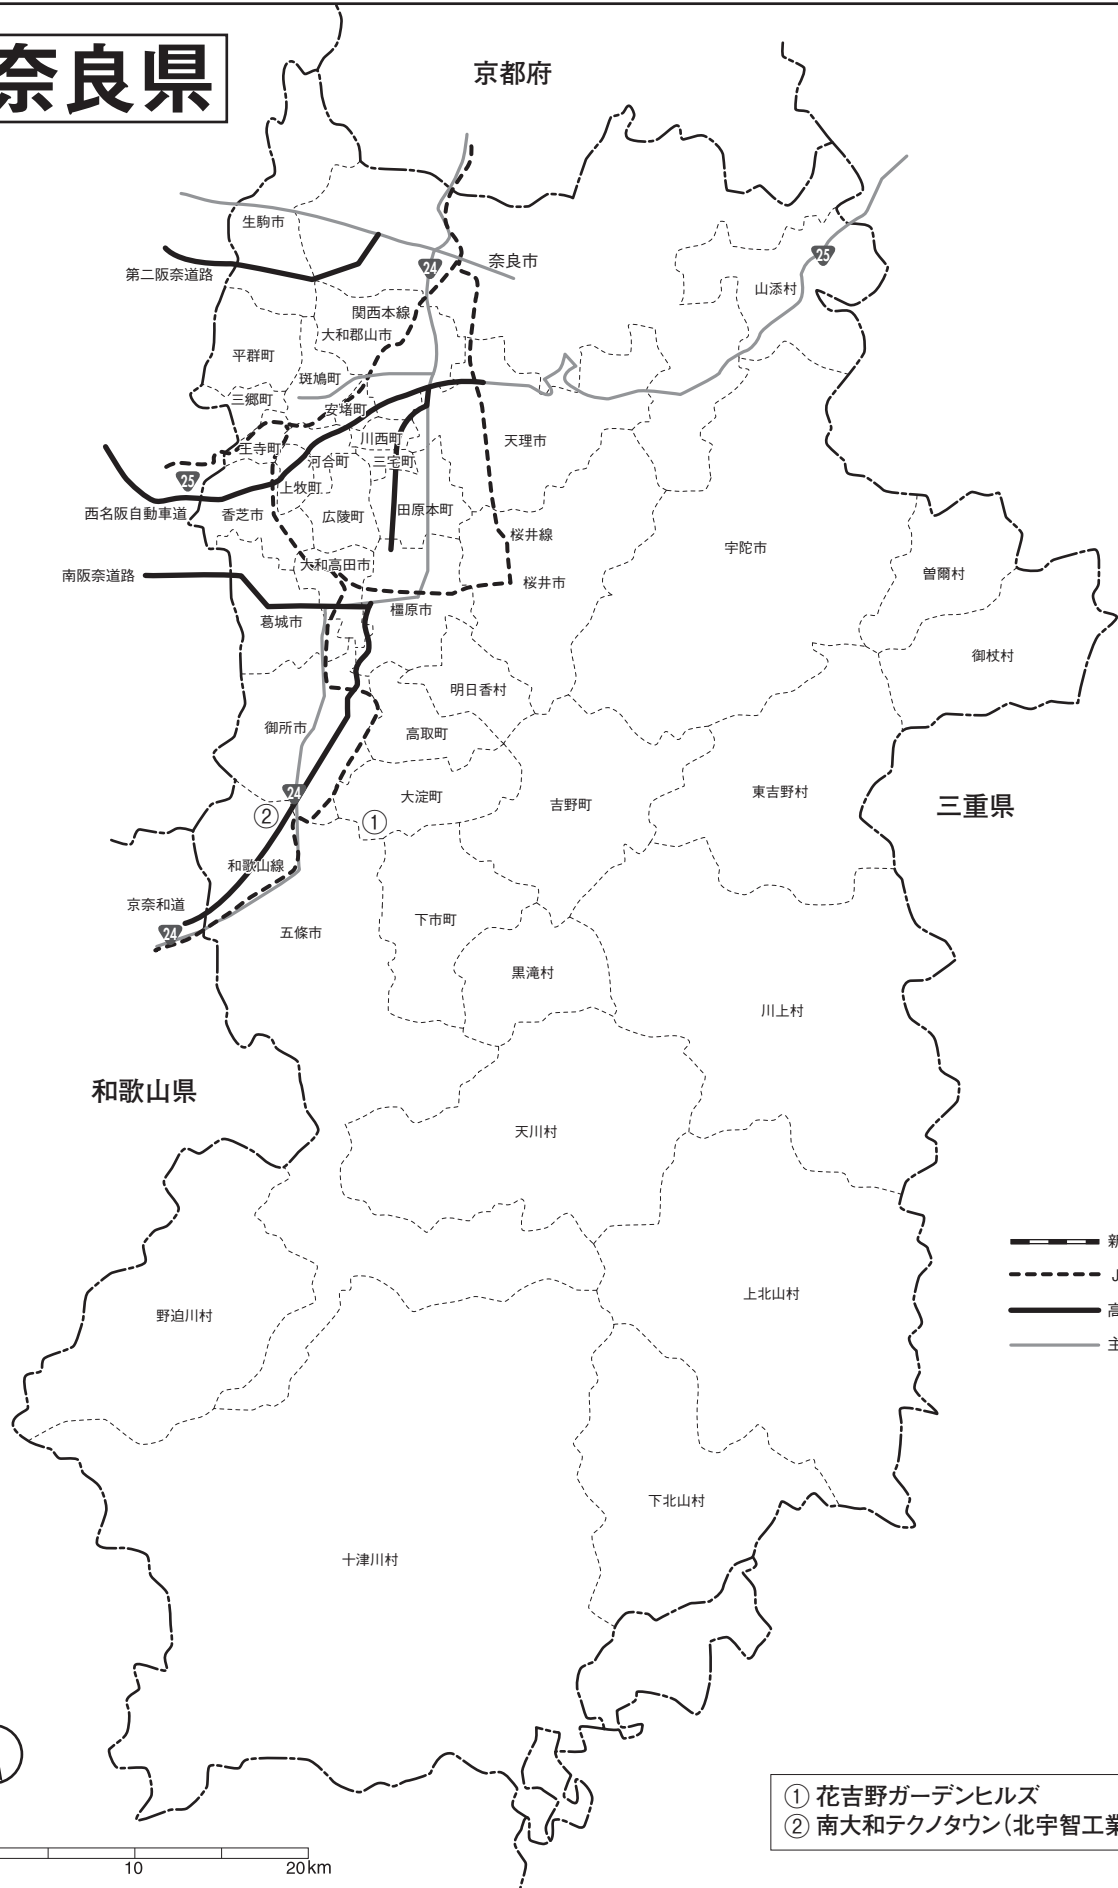 奈良県
京都府
生駒市
第二阪奈道路
24
奈良市
25
山添村
関西本線
大和郡山市
平群町
斑鳩町
三郷町
安堵町
川西町
天理市
王寺町
河合町
三宅町
25
上牧町
西名阪自動車道
香芝市
広陵町
田原本町
桜井線
宇陀市
大和高田市
南阪奈道路
桜井市
曽爾村
橿原市
葛城市
御杖村
明日香村
御所市
高取町
24
大淀町
吉野町
東吉野村
三重県
②
①
和歌山線
京奈和道
24
五條市
下市町
黒滝村
川上村
和歌山県
天川村
新
J
野迫川村
上北山村
高
主
下北山村
十津川村
① 花吉野ガーデンヒルズ
② 南大和テクノタウン(北宇智工業
10
20km